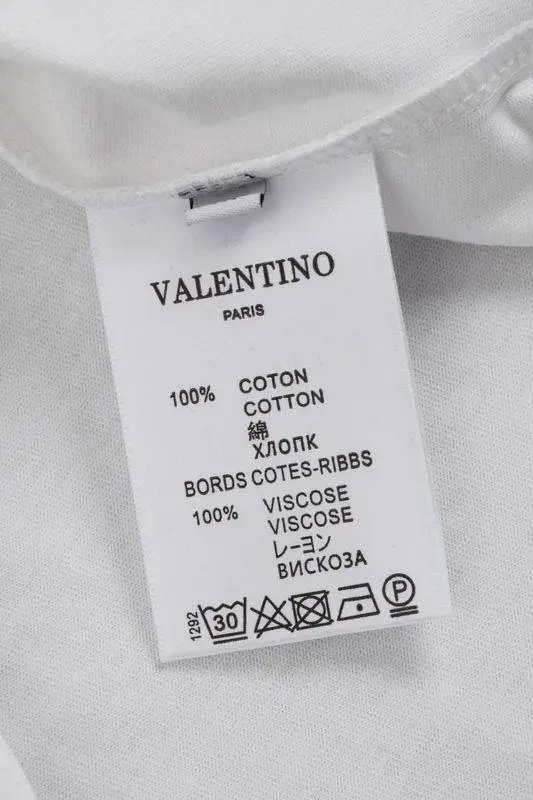 VALENTINO
PARIS
100% COTON
COTTON
綿
ХЛОПК
BORDS COTES-RIBBS
100% VISCOSE
VISCOSE
レーヨン
ВИСКОЗА
1292 30 P